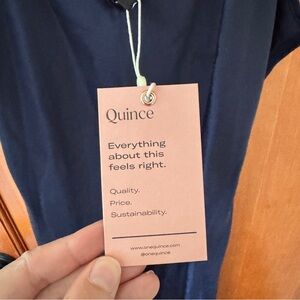 Quince
Everything
about this
feels right.
Quality.
Price.
Sustainability.
www.onequince.com
@onequince